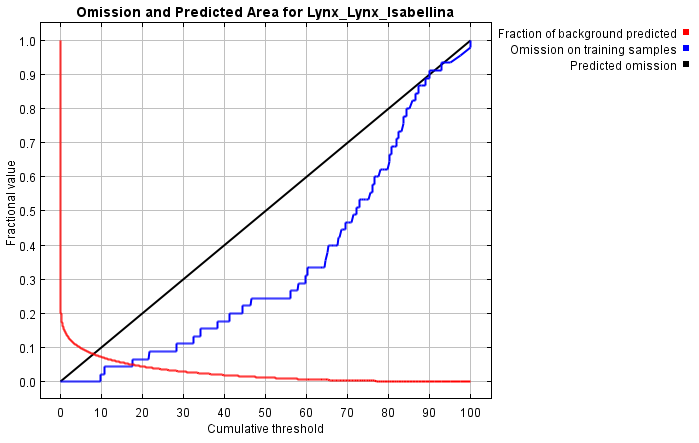 Omission and Predicted Area for Lynx_Lynx_Isabellina
Fraction of background predicted
Omission on training samples
Predicted omission
Fractional value
1.0
0.9
0.8
0.7
0.6
0.5
0.4
0.3
0.2
0.1
0.0
0 10 20 30 40 50 60 70 80 90 100
Cumulative threshold